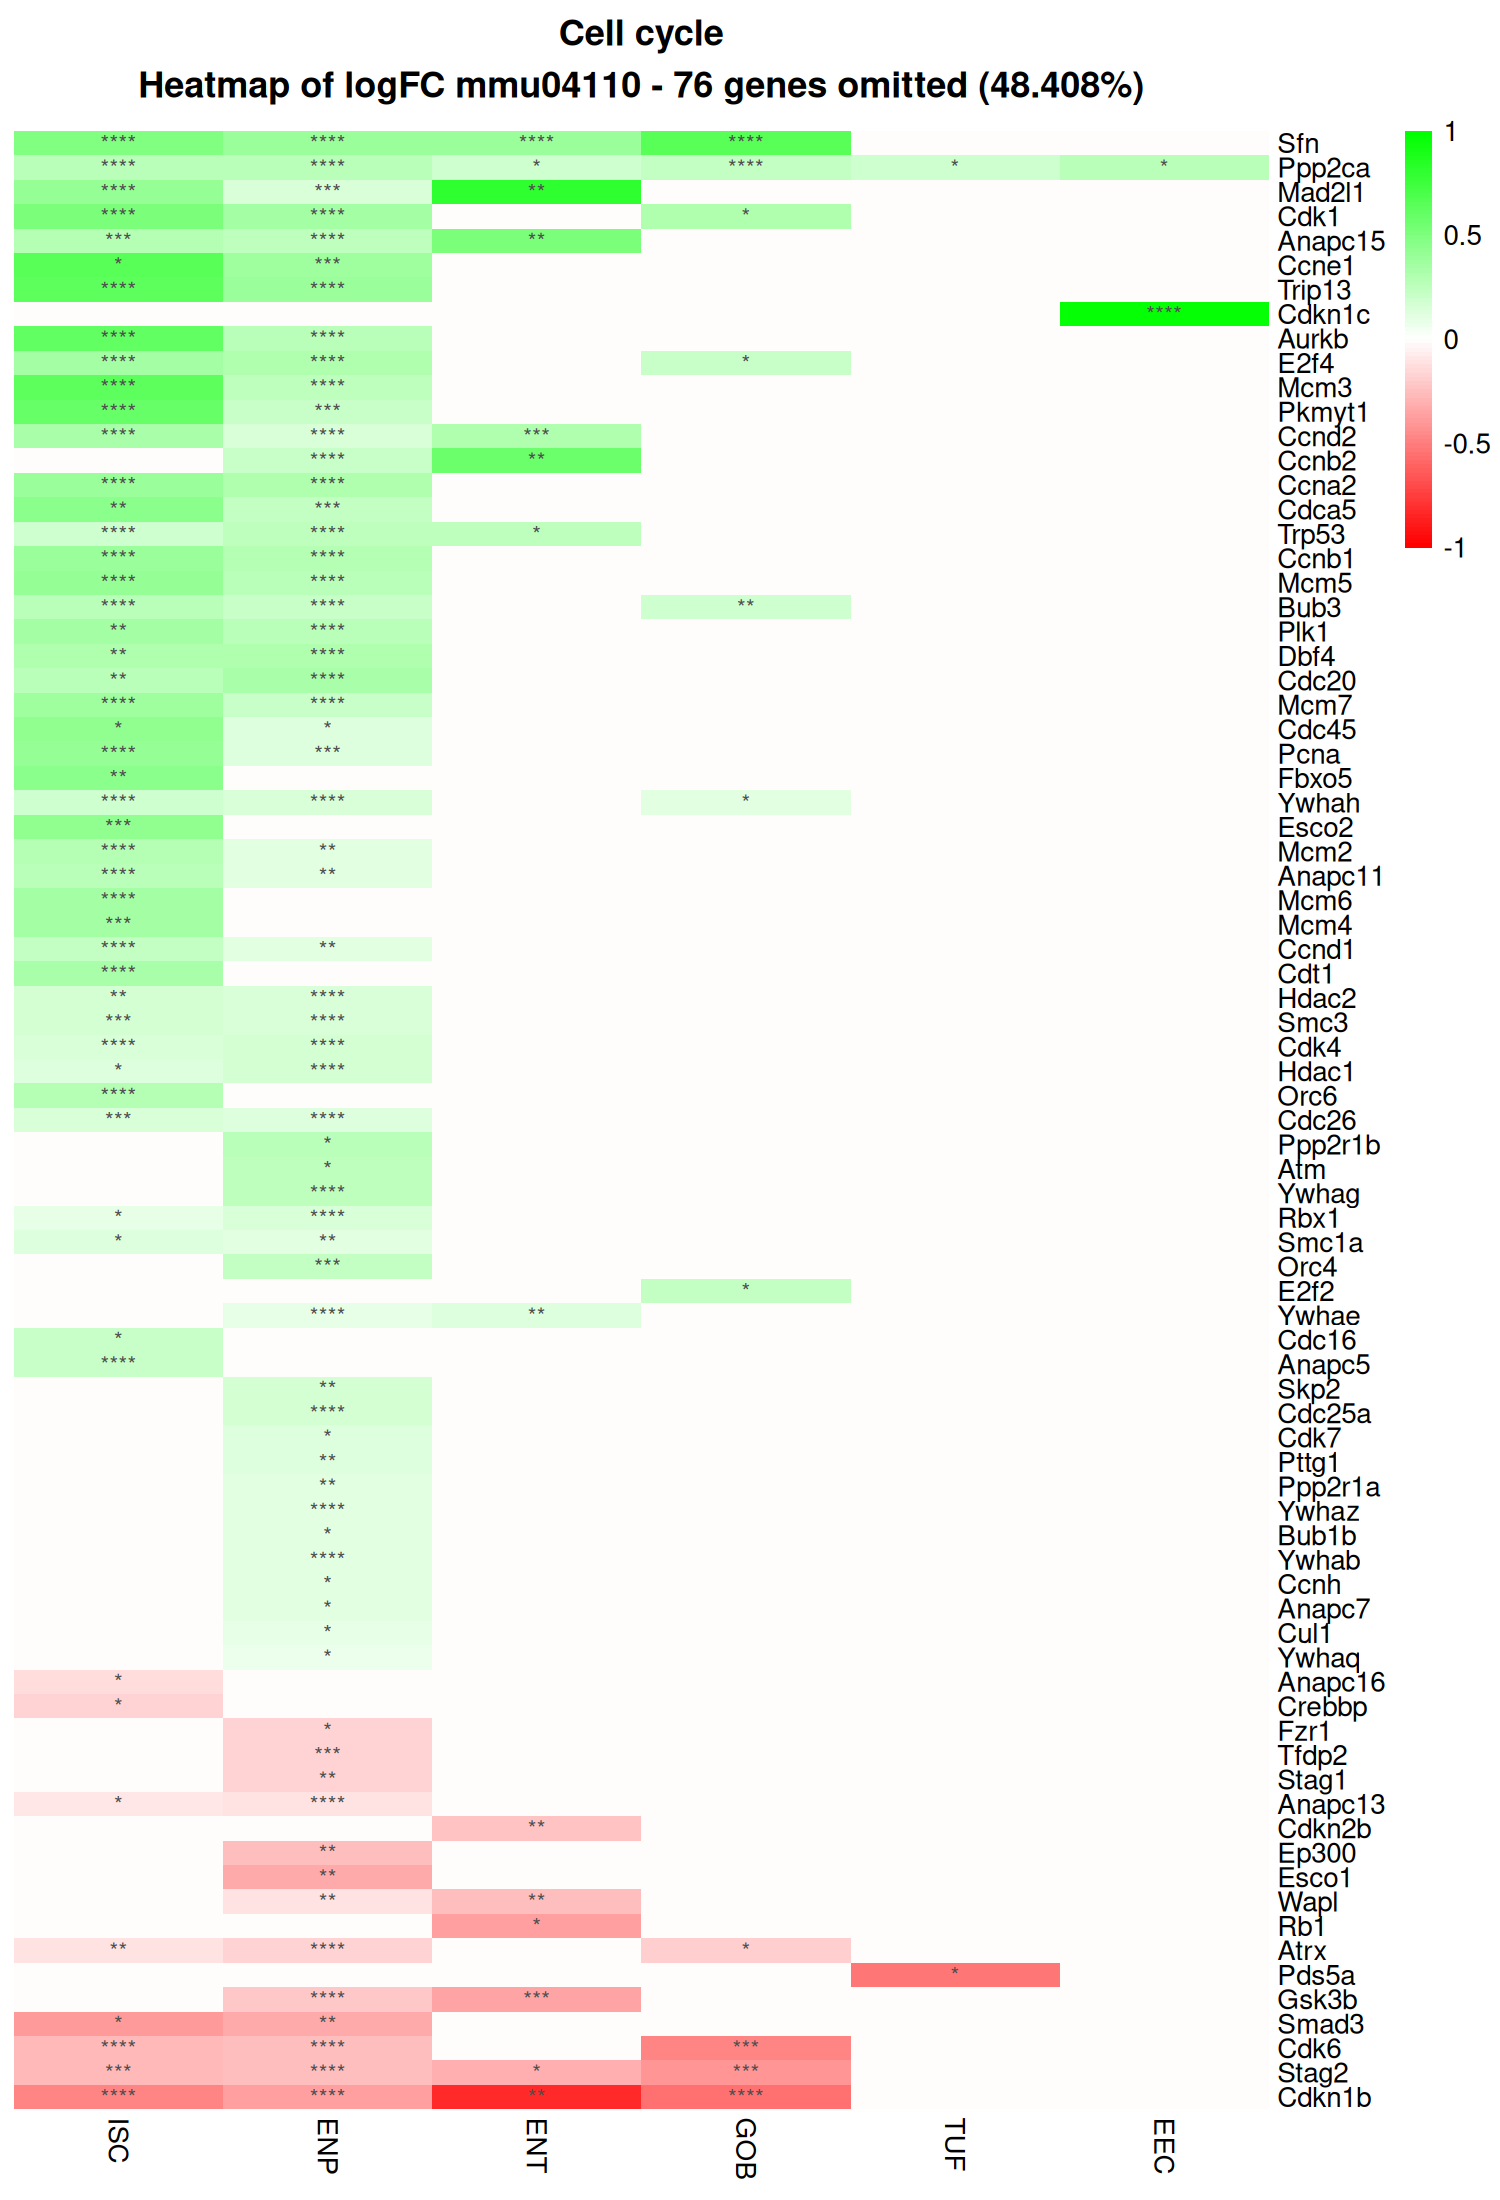 Cell cycle
Heatmap of logFC mmu04110 - 76 genes omitted (48.408%)
**** **** **** **** Sfn
**** **** * **** * * Ppp2ca
**** *** ** Mad2l1
**** **** * Cdk1
*** **** ** Anapc15
* *** Ccne1
**** **** Trip13
**** Cdkn1c
**** **** Aurkb
**** **** * E2f4
**** **** Mcm3
**** *** Pkmyt1
**** **** *** Ccnd2
**** ** Ccnb2
**** **** Ccna2
** *** Cdca5
**** **** * Trp53
**** **** Ccnb1
**** **** Mcm5
**** **** ** Bub3
** **** Plk1
** **** Dbf4
** **** Cdc20
**** **** Mcm7
* * Cdc45
**** *** Pcna
** Fbxo5
**** **** * Ywhah
*** Esco2
**** ** Mcm2
**** ** Anapc11
**** Mcm6
*** Mcm4
**** ** Ccnd1
**** Cdt1
** **** Hdac2
*** **** Smc3
**** **** Cdk4
* **** Hdac1
**** Orc6
*** **** Cdc26
* Ppp2r1b
* Atm
**** Ywhag
* **** Rbx1
* ** Smc1a
*** Orc4
* E2f2
**** ** Ywhae
* Cdc16
**** Anapc5
** Skp2
**** Cdc25a
* Cdk7
** Pttg1
** Ppp2r1a
**** Ywhaz
* Bub1b
**** Ywhab
* Ccnh
* Anapc7
* Cul1
* Ywhaq
* Anapc16
* Crebbp
* Fzr1
*** Tfdp2
** Stag1
* **** Anapc13
** Cdkn2b
** Ep300
** Esco1
** ** Wapl
* Rb1
** **** * Atrx
* Pds5a
**** *** Gsk3b
* ** Smad3
**** **** *** Cdk6
*** **** * *** Stag2
**** **** ** **** Cdkn1b
ISC ENP ENT GOB TUF EEC
1
0.5
0
-0.5
-1